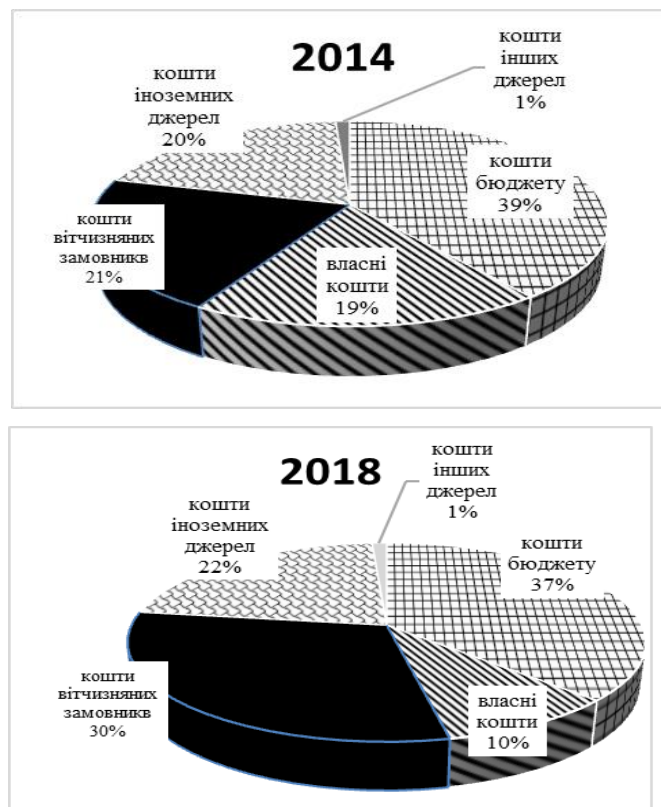 2014
кошти
інших
джерел
1%
кошти
іноземних
джерел
20%
кошти
бюджету
39%
кошти
вітчизняних
замовникв
21%
власні
кошти
19%
2018
кошти
інших
джерел
1%
кошти
іноземних
джерел
22%
кошти
бюджету
37%
кошти
вітчизняних
замовникв
30%
власні
кошти
10%